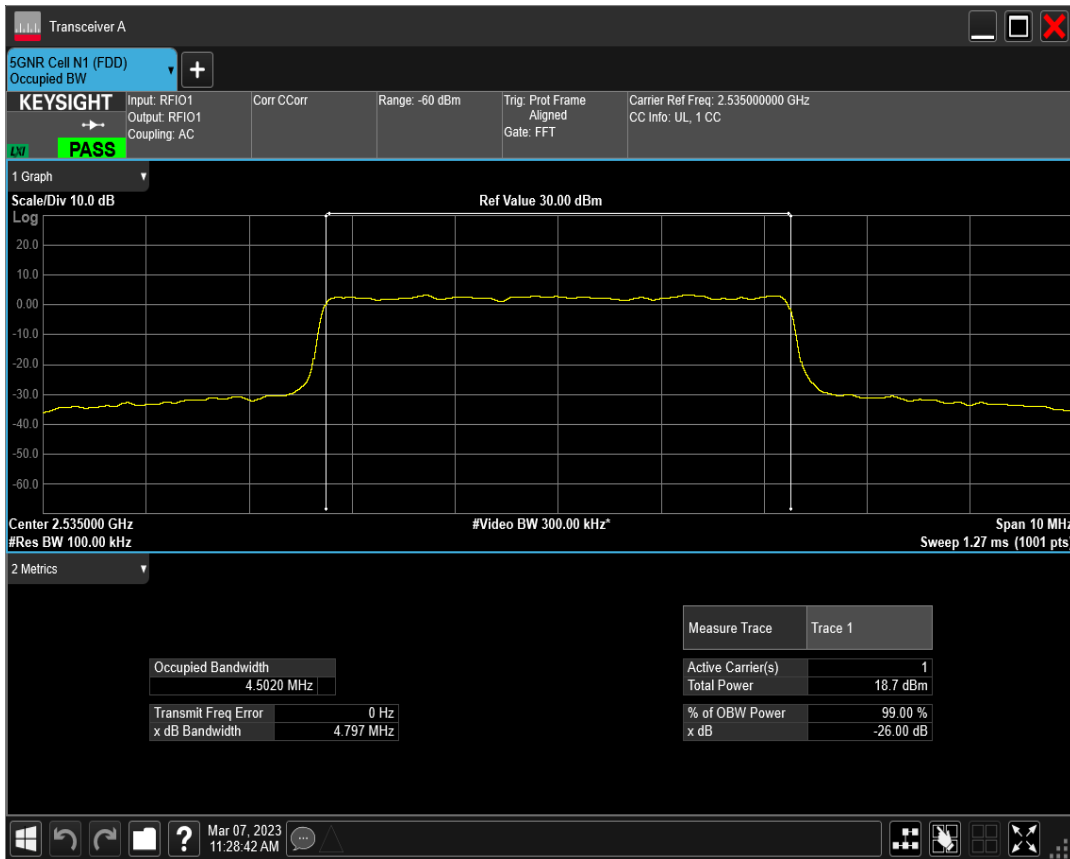 Transceiver A
5GNR Cell N1 (FDD)
Occupied BW
+
KEYSIGHT
LXI
PASS
Input: RFIO1
Output: RFIO1
Coupling: AC
Corr CCorr
Range: -60 dBm
Trig: Prot Frame
Aligned
Gate: FFT
Carrier Ref Freq: 2.535000000 GHz
CC Info: UL, 1 CC
1 Graph
Scale/Div 10.0 dB
Ref Value 30.00 dBm
Log
20.0
10.0
0.00
-10.0
-20.0
-30.0
-40.0
-50.0
-60.0
Center 2.535000 GHz
#Video BW 300.00 kHz*
Span 10 MHz
#Res BW 100.00 kHz
Sweep 1.27 ms (1001 pts)
2 Metrics
Measure Trace Trace 1
Occupied Bandwidth
4.5020 MHz
Active Carrier(s) 1
Total Power 18.7 dBm
Transmit Freq Error 0 Hz
x dB Bandwidth 4.797 MHz
% of OBW Power 99.00 %
x dB -26.00 dB
?
Mar 07, 2023
11:28:42 AM